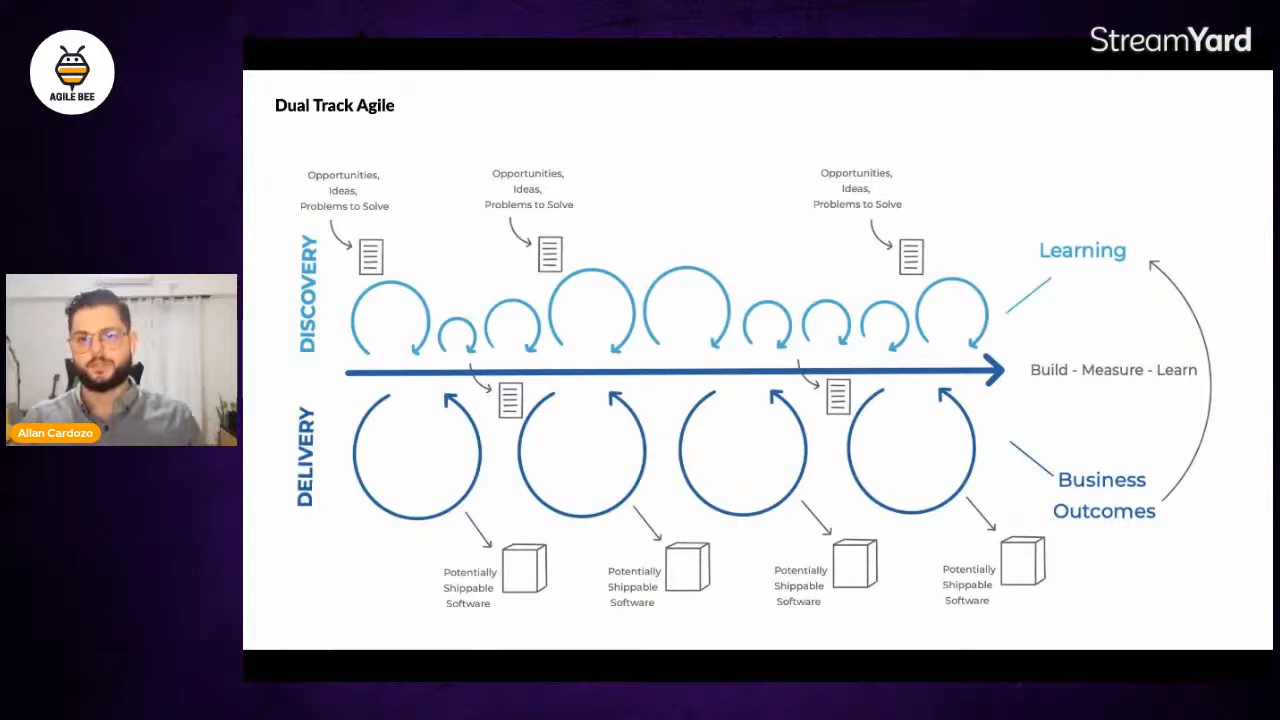 AGILE BEE
StreamYard
Dual Track Agile
Opportunities,
Ideas,
Problems to Solve
Opportunities,
Ideas,
Problems to Solve
Opportunities,
Ideas,
Problems to Solve
DISCOVERY
Learning
Build - Measure - Learn
DELIVERY
Business
Outcomes
Potentially
Shippable
Software
Potentially
Shippable
Software
Potentially
Shippable
Software
Potentially
Shippable
Software
Allan Cardozo